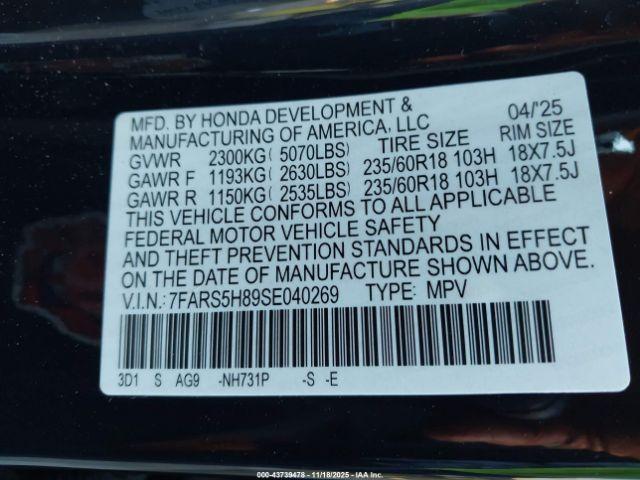 MFD. BY HONDA DEVELOPMENT & 04/'25
MANUFACTURING OF AMERICA, LLC TIRE SIZE RIM SIZE
GVWR 2300KG( 5070LBS)
GAWR F 1193KG( 2630LBS) 235/60R18 103H 18X7.5J
GAWR R 1150KG( 2535LBS) 235/60R18 103H 18X7.5J
THIS VEHICLE CONFORMS TO ALL APPLICABLE
FEDERAL MOTOR VEHICLE SAFETY
AND THEFT PREVENTION STANDARDS IN EFFECT
ON THE DATE OF MANUFACTURE SHOWN ABOVE.
V.I.N.:7FARS5H89SE040269 TYPE: MPV
3D1 S AG9 -NH731P -S -E
000-43739478 - 11/18/2025 - IAA Inc.